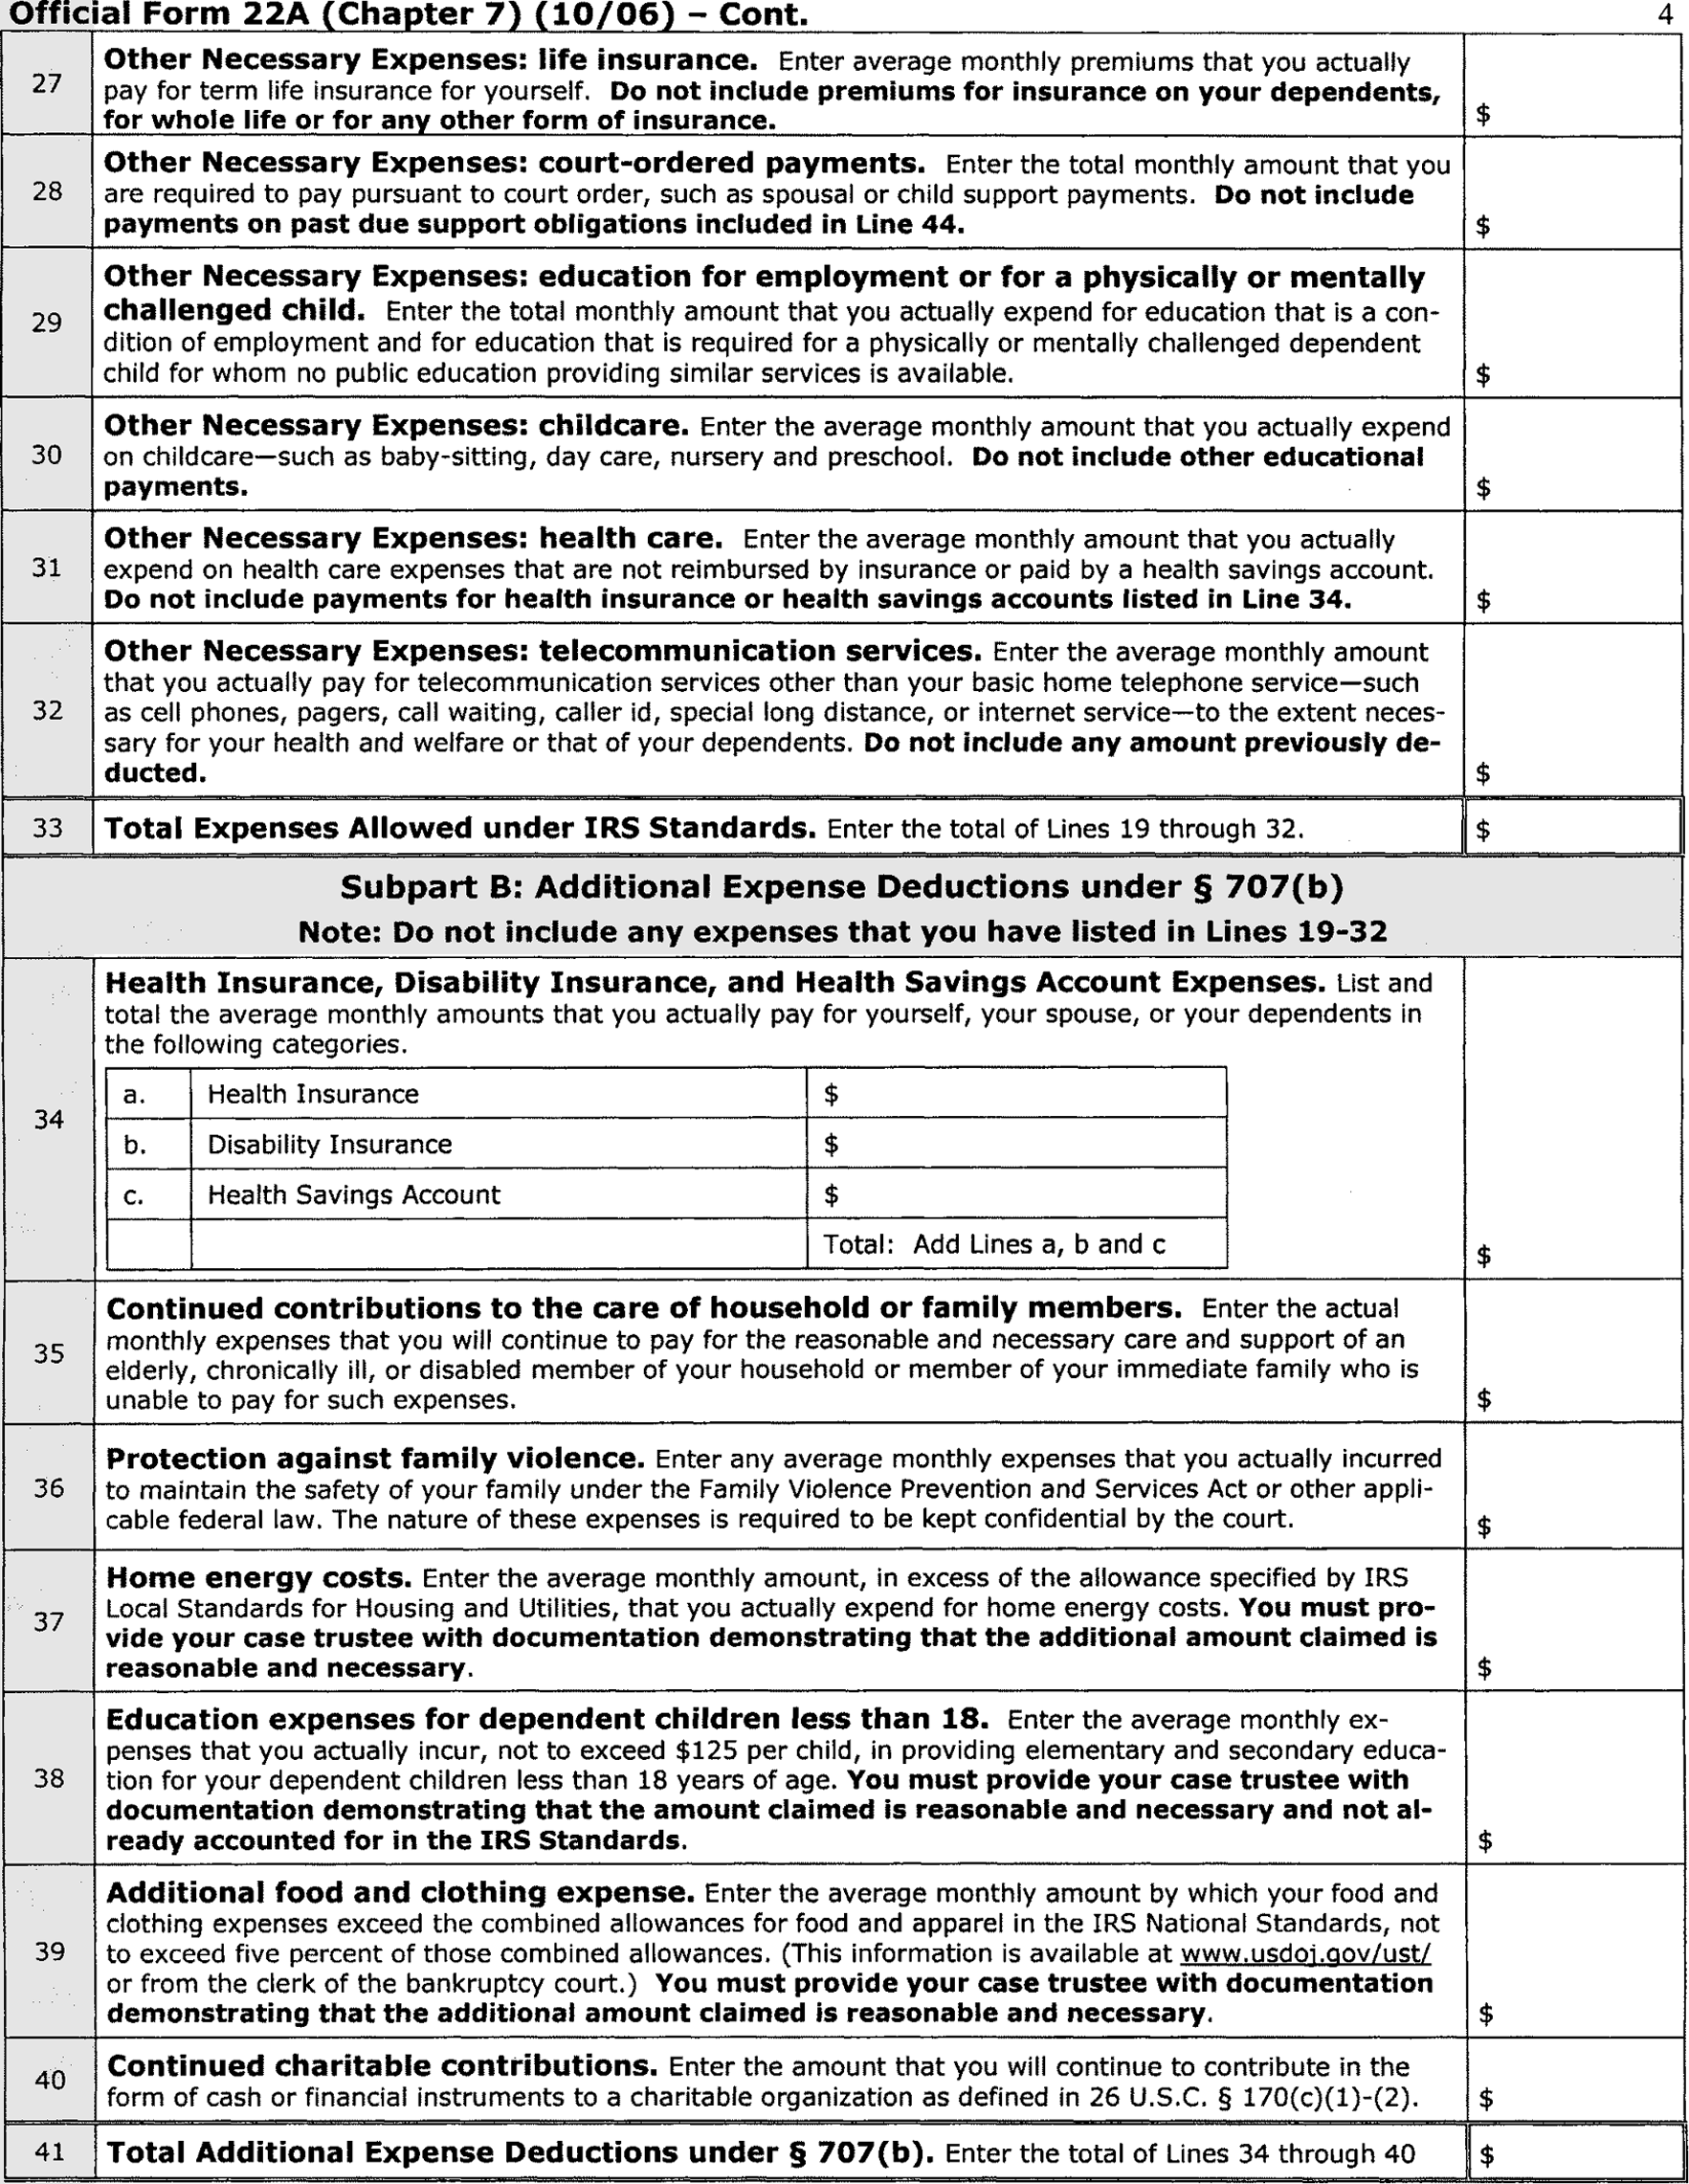 Official Form 22A (Chapter 7) (10/06) – Cont. 4
27 Other Necessary Expenses: life insurance. Enter average monthly premiums that you actually
pay for term life insurance for yourself. Do not include premiums for insurance on your dependents,
for whole life or for any other form of insurance. $
28 Other Necessary Expenses: court-ordered payments. Enter the total monthly amount that you
are required to pay pursuant to court order, such as spousal or child support payments. Do not include
payments on past due support obligations included in Line 44. $
29 Other Necessary Expenses: education for employment or for a physically or mentally
challenged child. Enter the total monthly amount that you actually expend for education that is a con-
dition of employment and for education that is required for a physically or mentally challenged dependent
child for whom no public education providing similar services is available. $
30 Other Necessary Expenses: childcare. Enter the average monthly amount that you actually expend
on childcare—such as baby-sitting, day care, nursery and preschool. Do not include other educational
payments. $
31 Other Necessary Expenses: health care. Enter the average monthly amount that you actually
expend on health care expenses that are not reimbursed by insurance or paid by a health savings account.
Do not include payments for health insurance or health savings accounts listed in Line 34. $
32 Other Necessary Expenses: telecommunication services. Enter the average monthly amount
that you actually pay for telecommunication services other than your basic home telephone service—such
as cell phones, pagers, call waiting, caller id, special long distance, or internet service—to the extent neces-
sary for your health and welfare or that of your dependents. Do not include any amount previously de-
ducted. $
33 Total Expenses Allowed under IRS Standards. Enter the total of Lines 19 through 32. $
Subpart B: Additional Expense Deductions under § 707(b)
Note: Do not include any expenses that you have listed in Lines 19-32
34 Health Insurance, Disability Insurance, and Health Savings Account Expenses. List and
total the average monthly amounts that you actually pay for yourself, your spouse, or your dependents in
the following categories.
a. Health Insurance $
b. Disability Insurance $
c. Health Savings Account $
Total: Add Lines a, b and c $
35 Continued contributions to the care of household or family members. Enter the actual
monthly expenses that you will continue to pay for the reasonable and necessary care and support of an
elderly, chronically ill, or disabled member of your household or member of your immediate family who is
unable to pay for such expenses. $
36 Protection against family violence. Enter any average monthly expenses that you actually incurred
to maintain the safety of your family under the Family Violence Prevention and Services Act or other appli-
cable federal law. The nature of these expenses is required to be kept confidential by the court. $
37 Home energy costs. Enter the average monthly amount, in excess of the allowance specified by IRS
Local Standards for Housing and Utilities, that you actually expend for home energy costs. You must pro-
vide your case trustee with documentation demonstrating that the additional amount claimed is
reasonable and necessary. $
38 Education expenses for dependent children less than 18. Enter the average monthly ex-
penses that you actually incur, not to exceed $125 per child, in providing elementary and secondary educa-
tion for your dependent children less than 18 years of age. You must provide your case trustee with
documentation demonstrating that the amount claimed is reasonable and necessary and not al-
ready accounted for in the IRS Standards. $
39 Additional food and clothing expense. Enter the average monthly amount by which your food and
clothing expenses exceed the combined allowances for food and apparel in the IRS National Standards, not
to exceed five percent of those combined allowances. (This information is available at www.usdoj.gov/ust/
or from the clerk of the bankruptcy court.) You must provide your case trustee with documentation
demonstrating that the additional amount claimed is reasonable and necessary. $
40 Continued charitable contributions. Enter the amount that you will continue to contribute in the
form of cash or financial instruments to a charitable organization as defined in 26 U.S.C. § 170(c)(1)-(2). $
41 Total Additional Expense Deductions under § 707(b). Enter the total of Lines 34 through 40 $